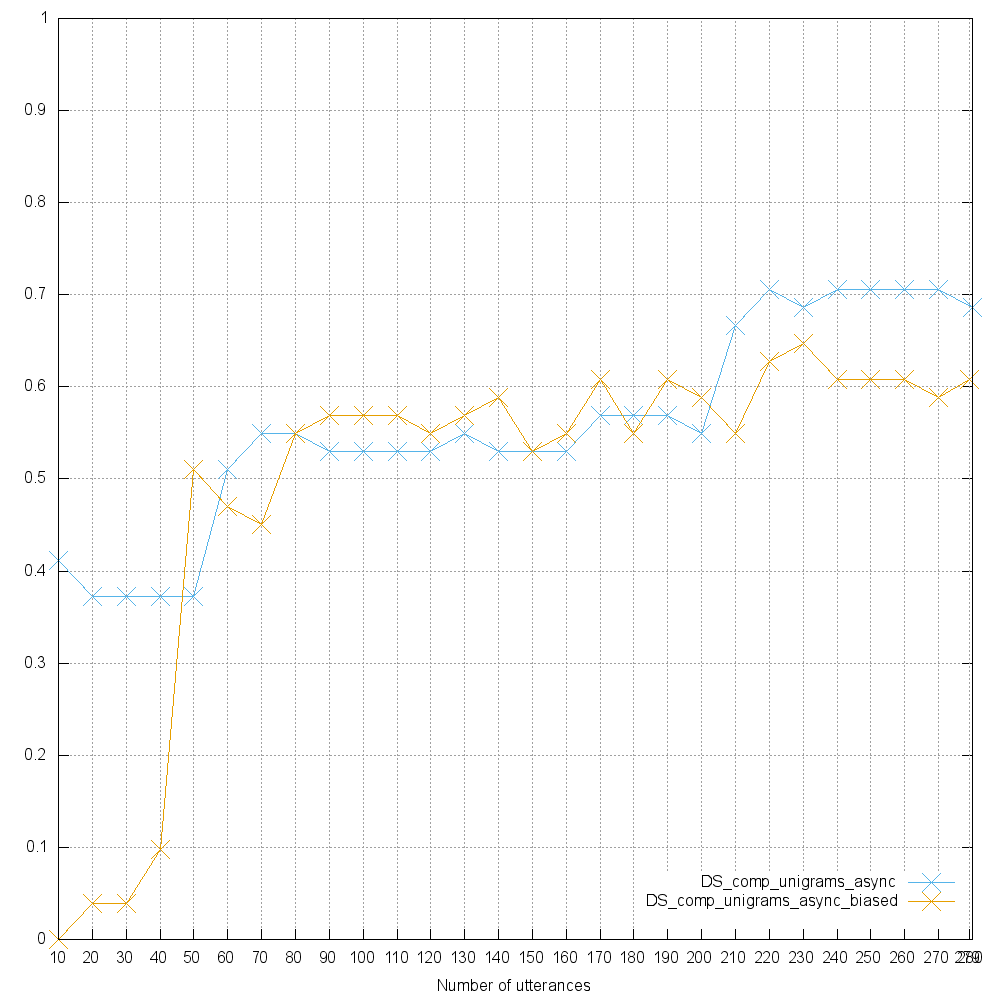 1
0.9
0.8
0.7
0.6
0.5
0.4
0.3
0.2
0.1
0
DS_comp_unigrams_async
DS_comp_unigrams_async_biased
10 20 30 40 50 60 70 80 90 100 110 120 130 140 150 160 170 180 190 200 210 220 230 240 250 260 270 279 280
Number of utterances